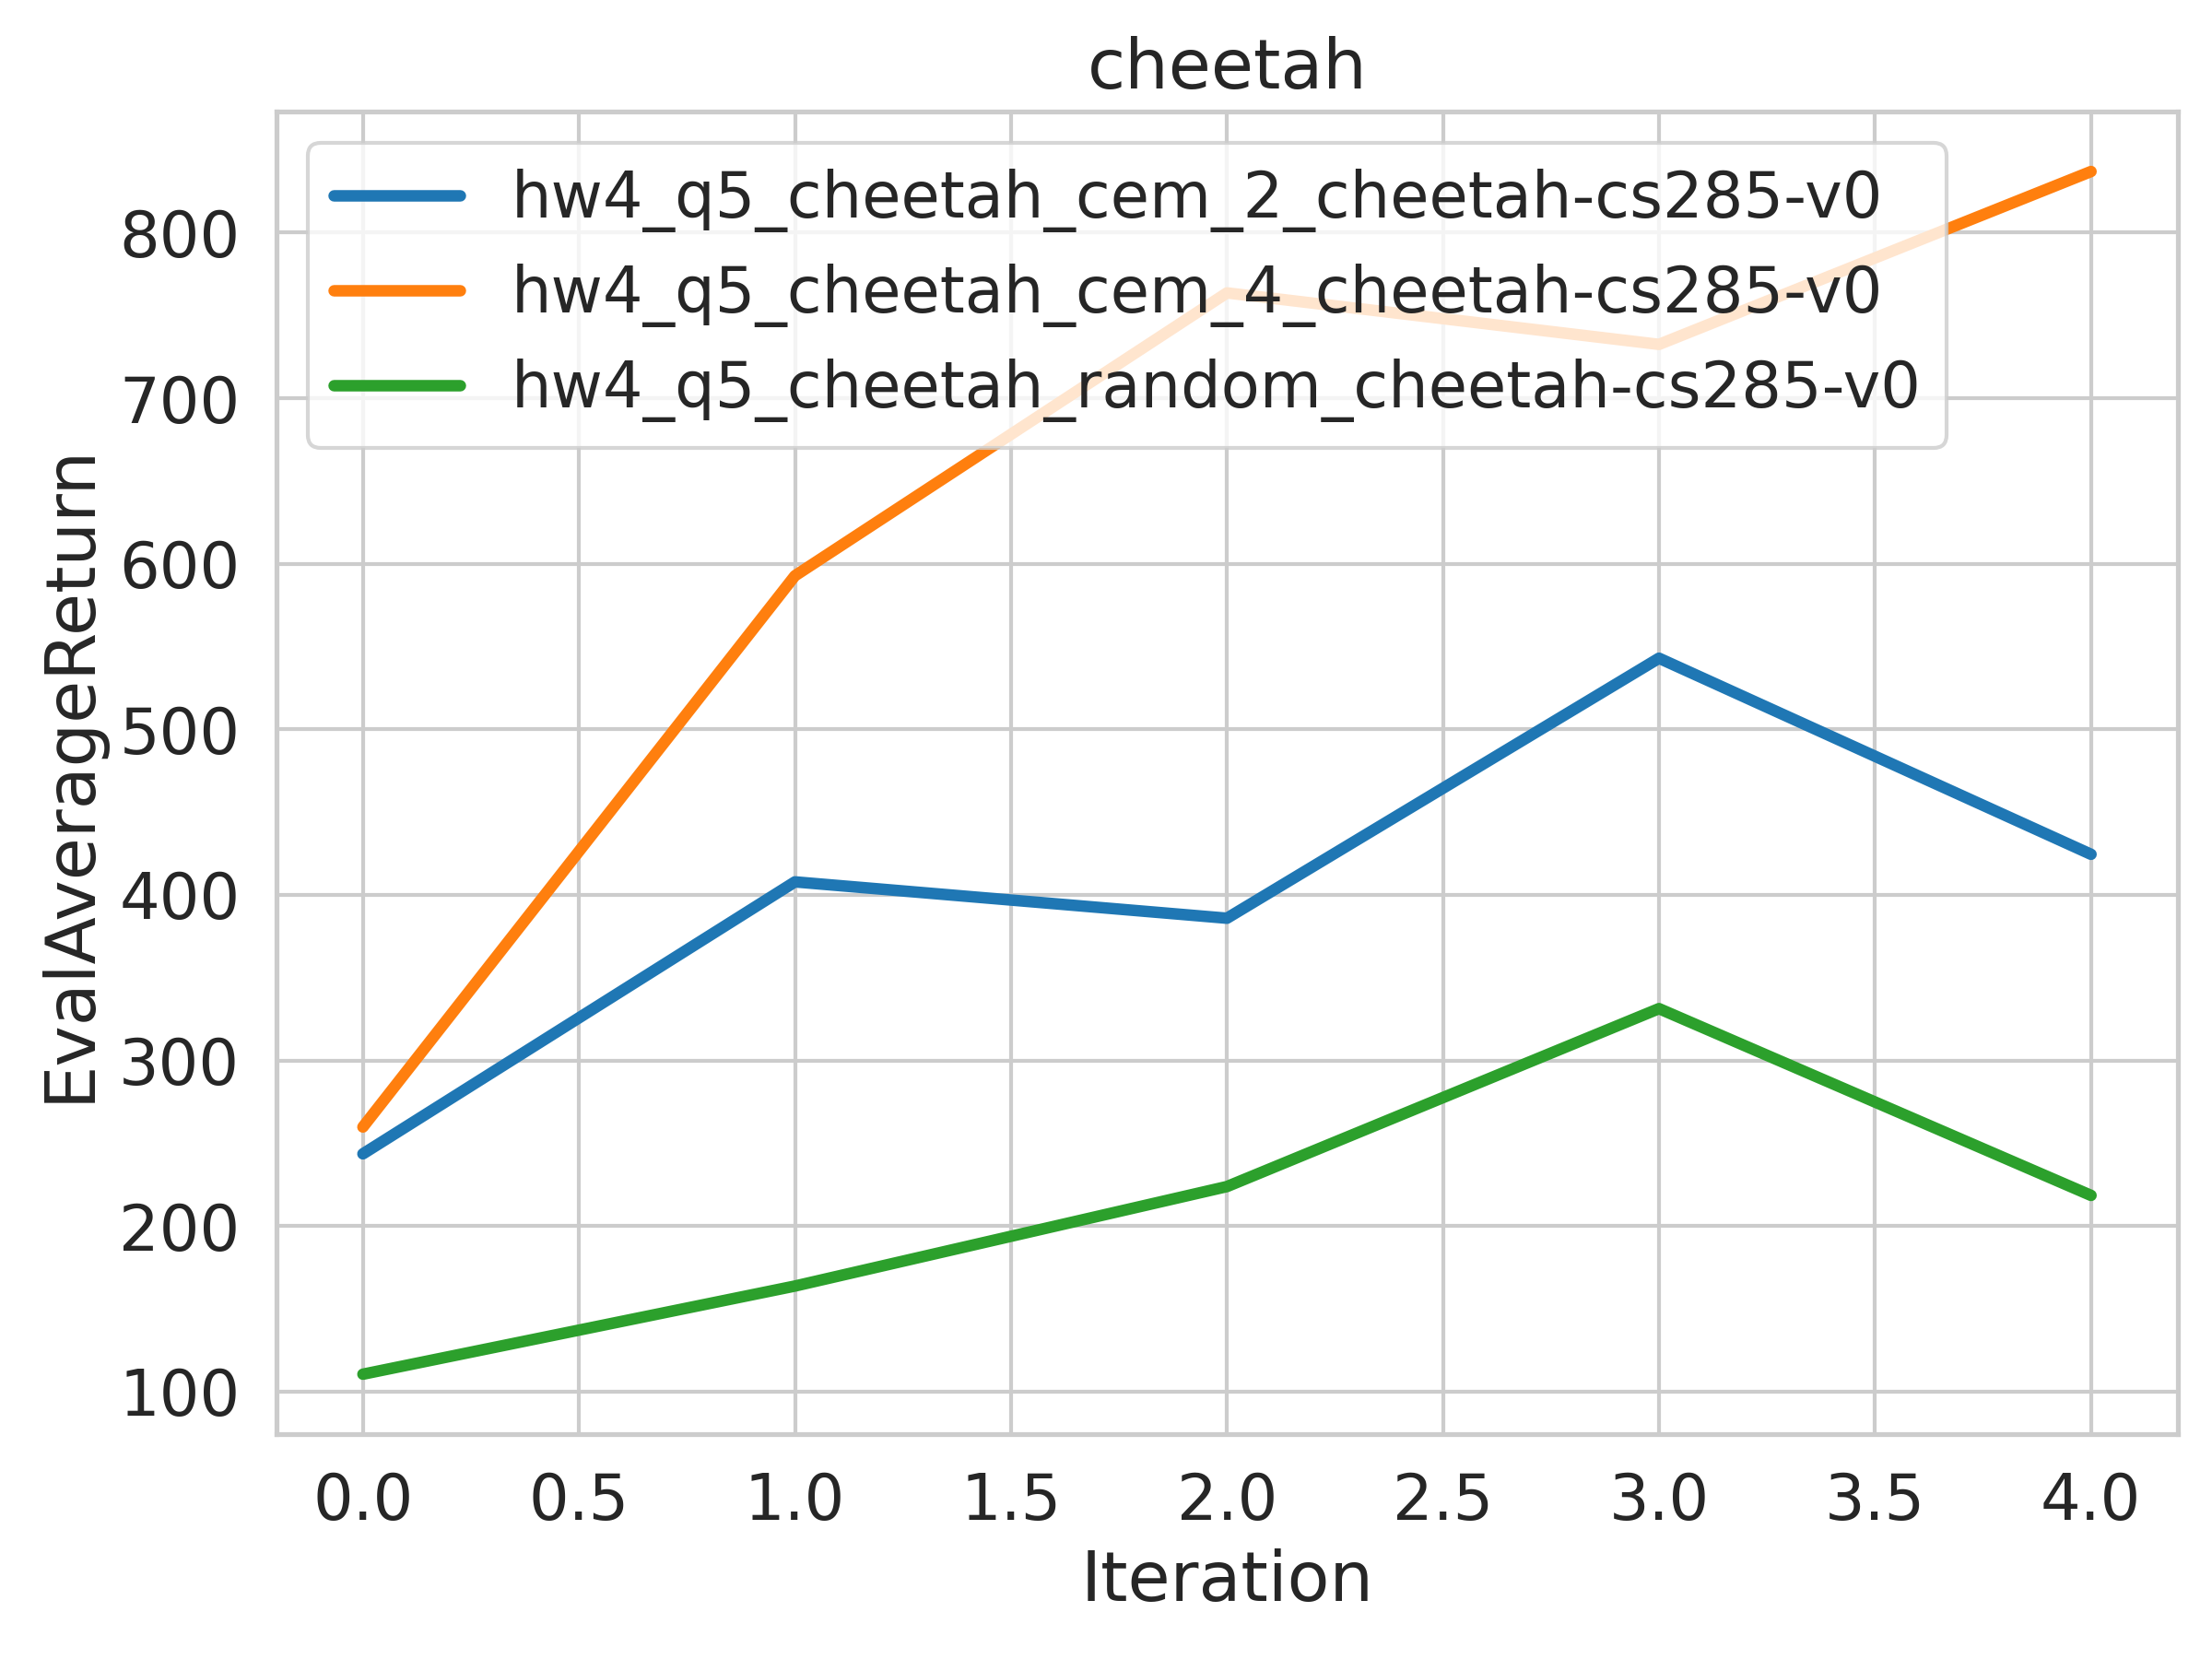 cheetah
hw4_q5_cheetah_cem_2_cheetah-cs285-v0
hw4_q5_cheetah_cem_4_cheetah-cs285-v0
hw4_q5_cheetah_random_cheetah-cs285-v0
EvalAverageReturn
800
700
600
500
400
300
200
100
0.0 0.5 1.0 1.5 2.0 2.5 3.0 3.5 4.0
Iteration